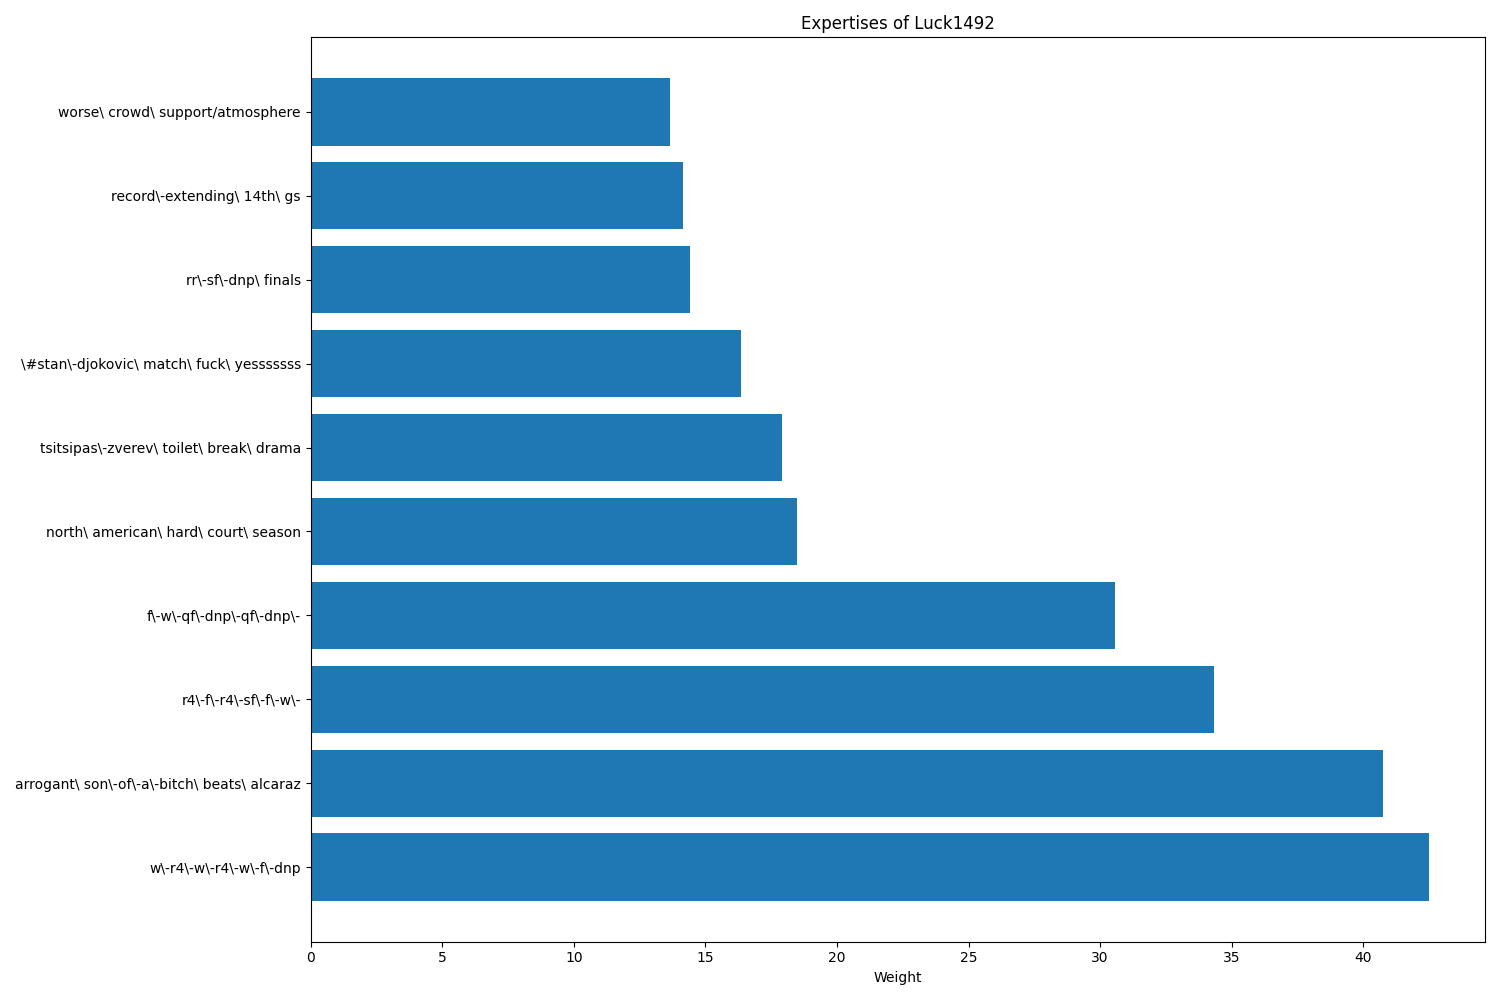 Expertises of Luck1492
worse\ crowd\ support/atmosphere
record\-extending\ 14th\ gs
rr\-sf\-dnp\ finals
\#stan\-djokovic\ match\ fuck\ yesssssss
tsitsipas\-zverev\ toilet\ break\ drama
north\ american\ hard\ court\ season
f\-w\-qf\-dnp\-qf\-dnp\-
r4\-f\-r4\-sf\-f\-w\-
arrogant\ son\-of\-a\-bitch\ beats\ alcaraz
w\-r4\-w\-r4\-w\-f\-dnp
0 5 10 15 20 25 30 35 40
Weight